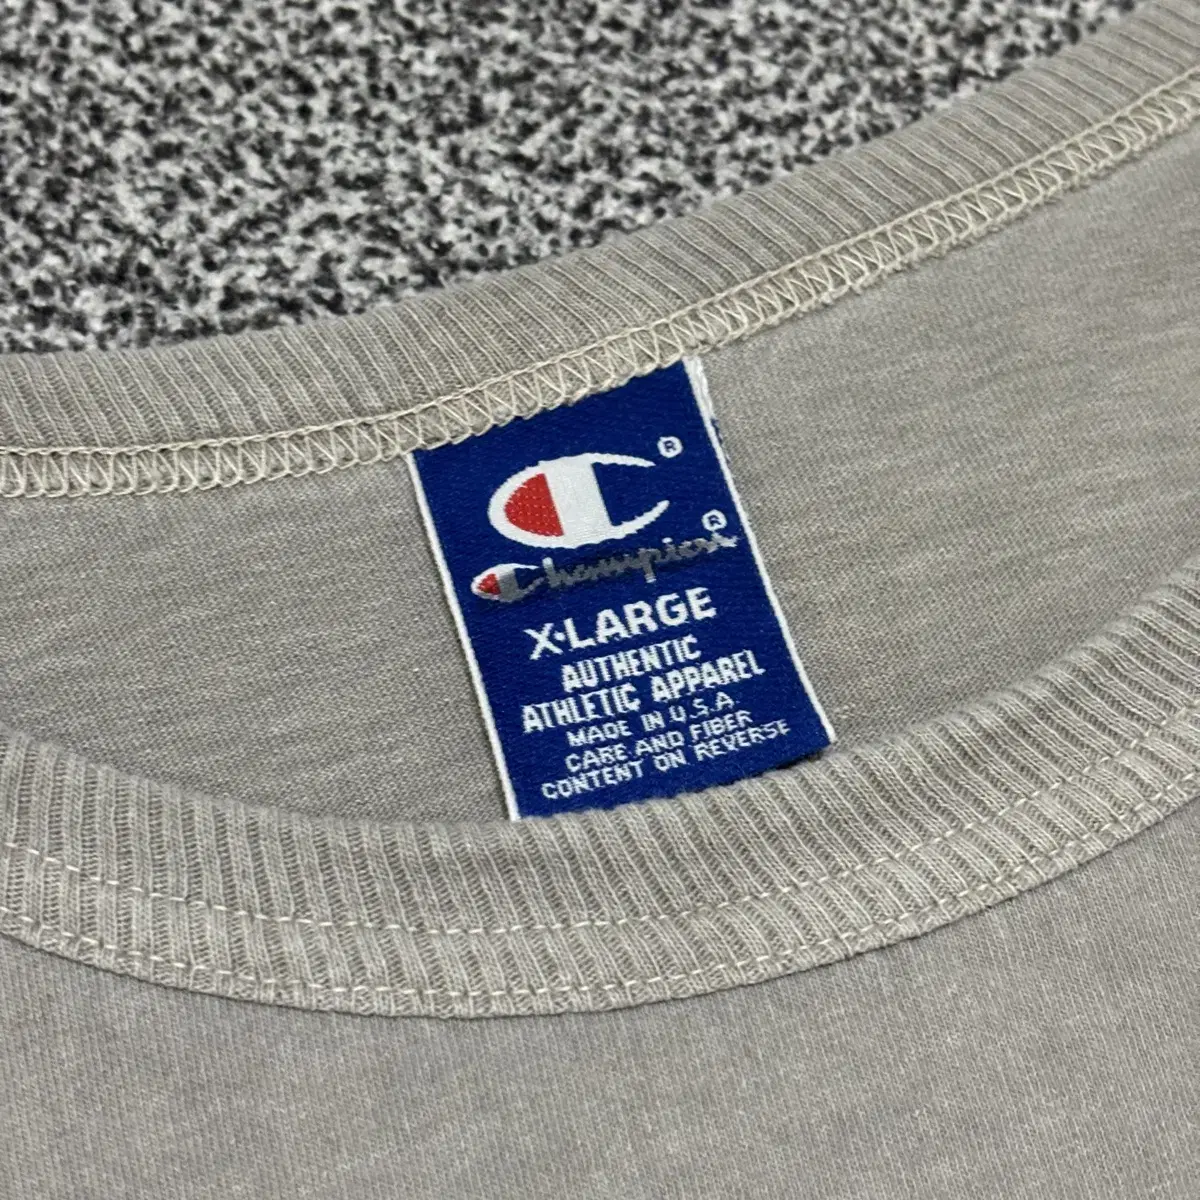 ®
Champion®
X-LARGE
AUTHENTIC
ATHLETIC APPAREL
MADE IN U.S.A.
CARE AND FIBER
CONTENT ON REVERSE